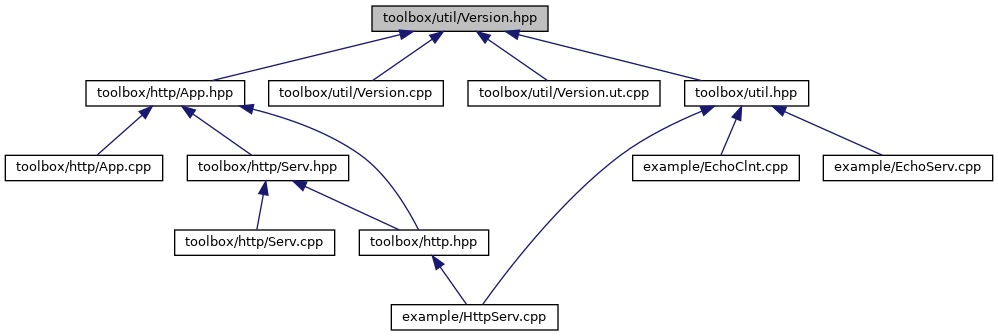 toolbox/util/Version.hpp
toolbox/http/App.hpp
toolbox/util/Version.cpp
toolbox/util/Version.ut.cpp
toolbox/util.hpp
toolbox/http/App.cpp
toolbox/http/Serv.hpp
example/EchoClnt.cpp
example/EchoServ.cpp
toolbox/http/Serv.cpp
toolbox/http.hpp
example/HttpServ.cpp